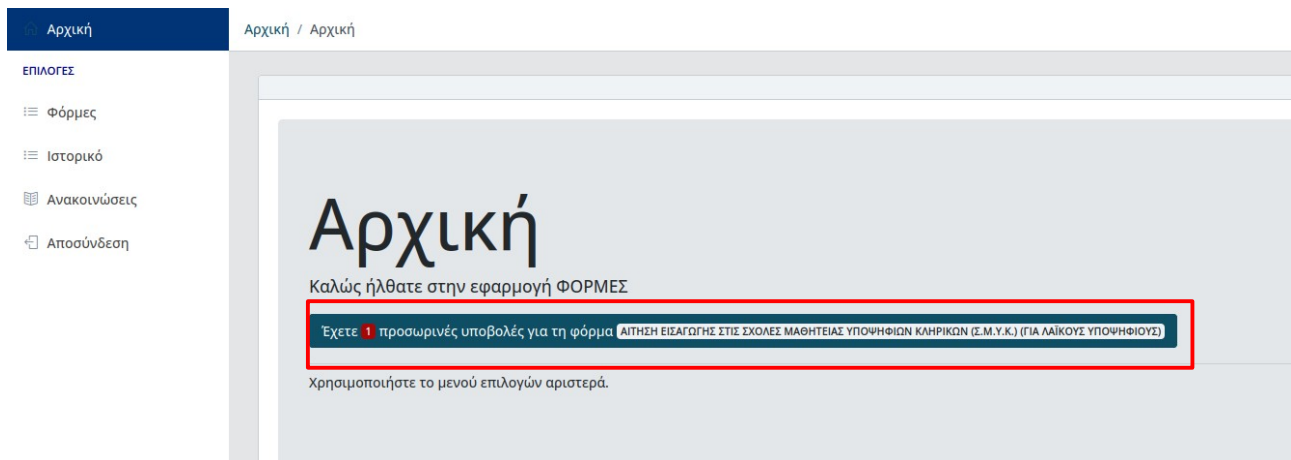 Αρχική
Αρχική / Αρχική
ΕΠΙΛΟΓΕΣ
Φόρμες
Ιστορικό
Ανακοινώσεις
Αποσύνδεση
Αρχική
Καλώς ήλθατε στην εφαρμογή ΦΟΡΜΕΣ
Έχετε 1 προσωρινές υποβολές για τη φόρμα ΑΙΤΗΣΗ ΕΙΣΑΓΩΓΗΣ ΣΤΙΣ ΣΧΟΛΕΣ ΜΑΘΗΤΕΙΑΣ ΥΠΟΨΗΦΙΩΝ ΚΛΗΡΙΚΩΝ (Σ.Μ.Υ.Κ.) (ΓΙΑ ΛΑΪΚΟΥΣ ΥΠΟΨΗΦΙΟΥΣ)
Χρησιμοποιήστε το μενού επιλογών αριστερά.